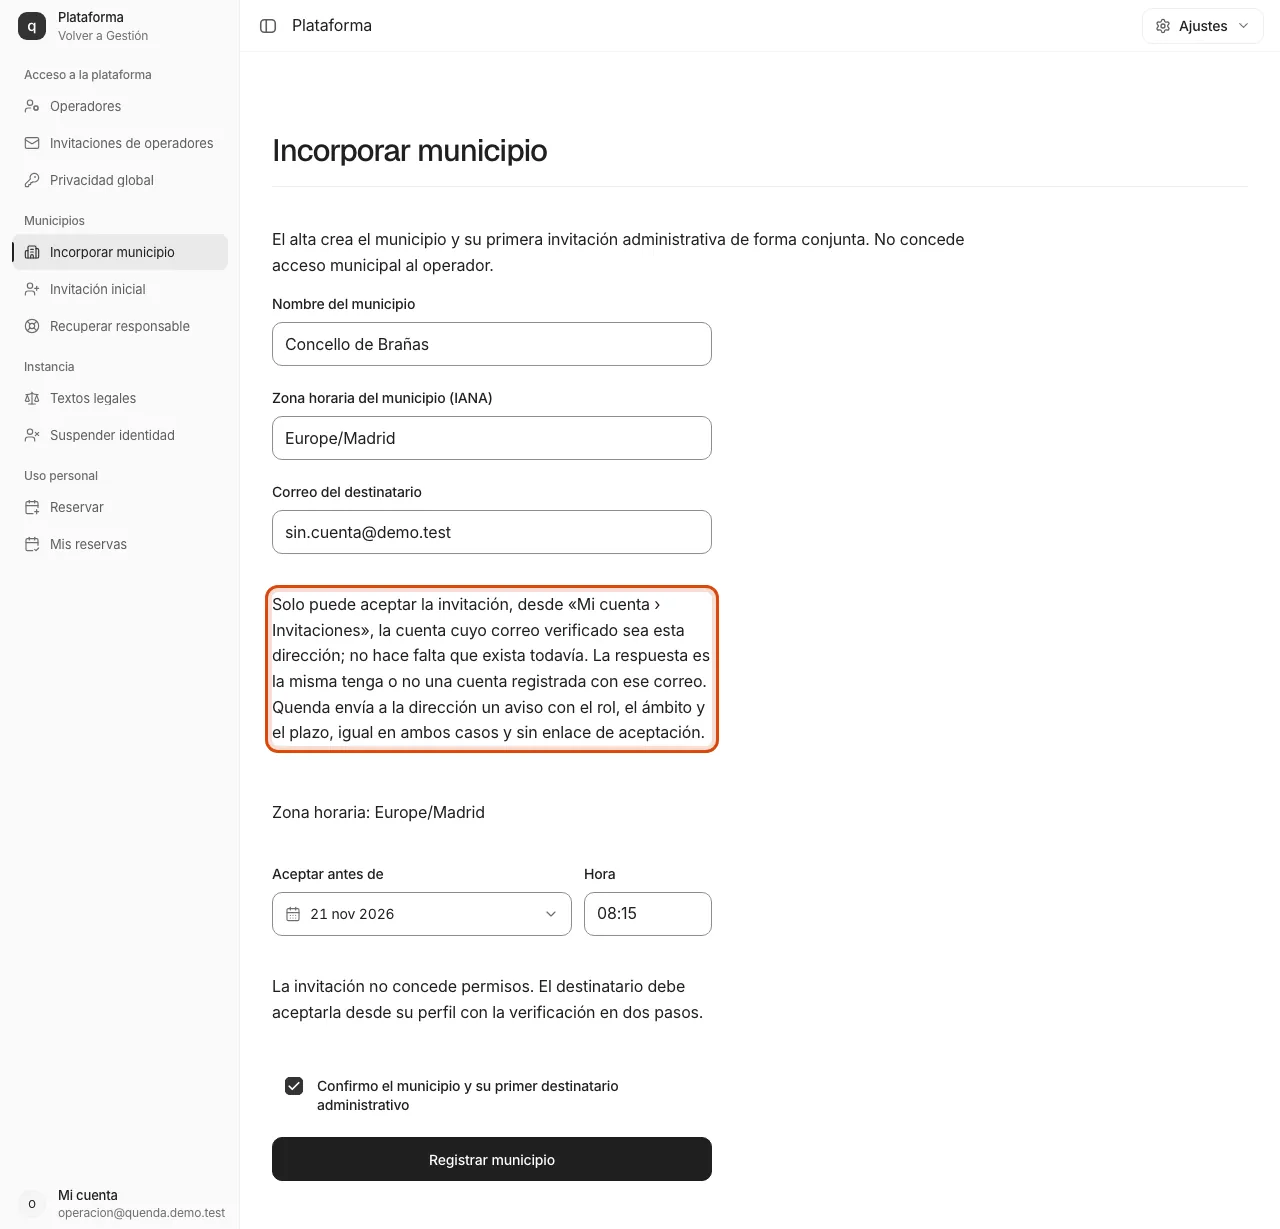 q
Plataforma
Volver a Gestión
Acceso a la plataforma
Operadores
Invitaciones de operadores
Privacidad global
Municipios
Incorporar municipio
Invitación inicial
Recuperar responsable
Instancia
Textos legales
Suspender identidad
Uso personal
Reservar
Mis reservas
O
Mi cuenta
operacion@quenda.demo.test
Plataforma
Ajustes
Incorporar municipio
El alta crea el municipio y su primera invitación administrativa de forma conjunta. No concede
acceso municipal al operador.
Nombre del municipio
Concello de Brañas
Zona horaria del municipio (IANA)
Europe/Madrid
Correo del destinatario
sin.cuenta@demo.test
Solo puede aceptar la invitación, desde «Mi cuenta ›
Invitaciones», la cuenta cuyo correo verificado sea esta
dirección; no hace falta que exista todavía. La respuesta es
la misma tenga o no una cuenta registrada con ese correo.
Quenda envía a la dirección un aviso con el rol, el ámbito y
el plazo, igual en ambos casos y sin enlace de aceptación.
Zona horaria: Europe/Madrid
Aceptar antes de
Hora
21 nov 2026
08:15
La invitación no concede permisos. El destinatario debe
aceptarla desde su perfil con la verificación en dos pasos.
Confirmo el municipio y su primer destinatario
administrativo
Registrar municipio